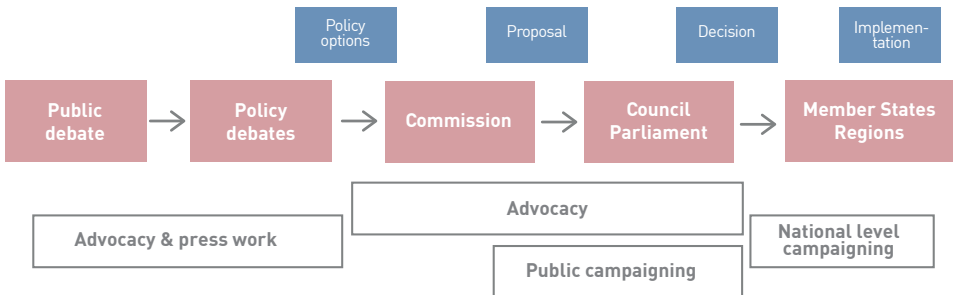 Policy
options
Proposal
Decision
Implemen-
tation
Public
debate
Policy
debates
Commission
Council
Parliament
Member States
Regions
Advocacy
Advocacy & press work
National level
campaigning
Public campaigning